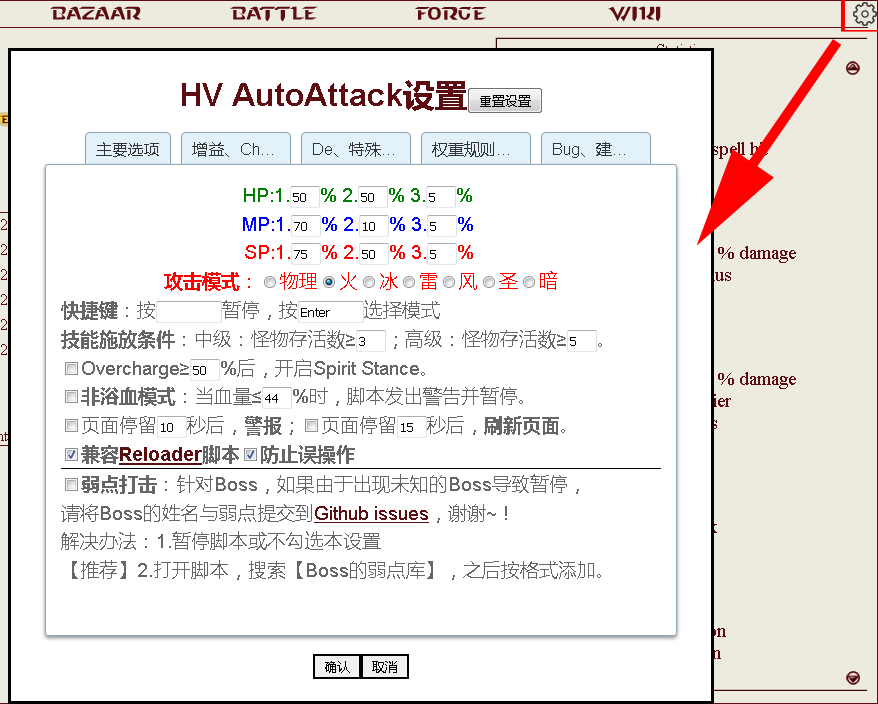 BAZAAR BATTLE FORGE WIKI
HV AutoAttack设置 重置设置
主要选项 增益、Ch... De、特殊... 权重规则... Bug、建...
HP:1.50% 2.50% 3.5%
MP:1.70% 2.10% 3.5%
SP:1.75% 2.50% 3.5%
攻击模式：物理 火 冰 雷 风 圣 暗
快捷键：按 暂停，按Enter选择模式
技能施放条件：中级：怪物存活数≥3；高级：怪物存活数≥5。
Overcharge≥50%后，开启Spirit Stance。
非浴血模式：当血量≤44%时，脚本发出警告并暂停。
页面停留10秒后，警报；页面停留15秒后，刷新页面。
兼容Reloader脚本 防止误操作
弱点打击：针对Boss，如果由于出现未知的Boss导致暂停，
请将Boss的姓名与弱点提交到Github issues，谢谢~！
解决办法：1.暂停脚本或不勾选本设置
【推荐】2.打开脚本，搜索【Boss的弱点库】，之后按格式添加。
确认 取消
spell
% damage
% damage